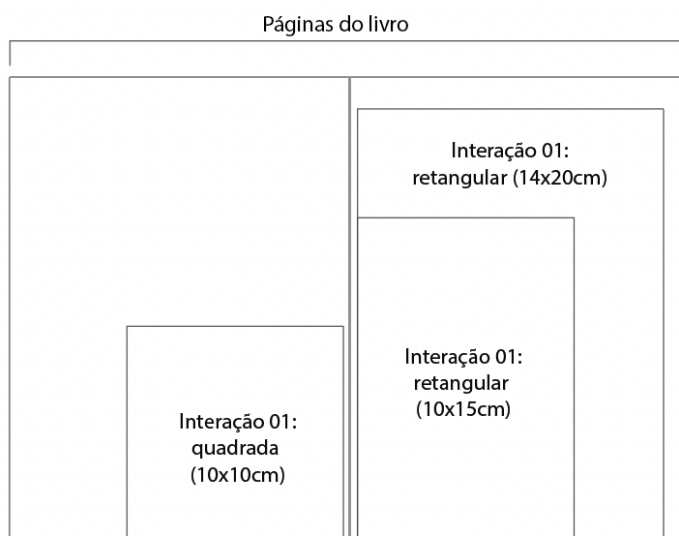 Páginas do livro
Interação 01:
retangular (14x20cm)
Interação 01:
retangular
(10x15cm)
Interação 01:
quadrada
(10x10cm)